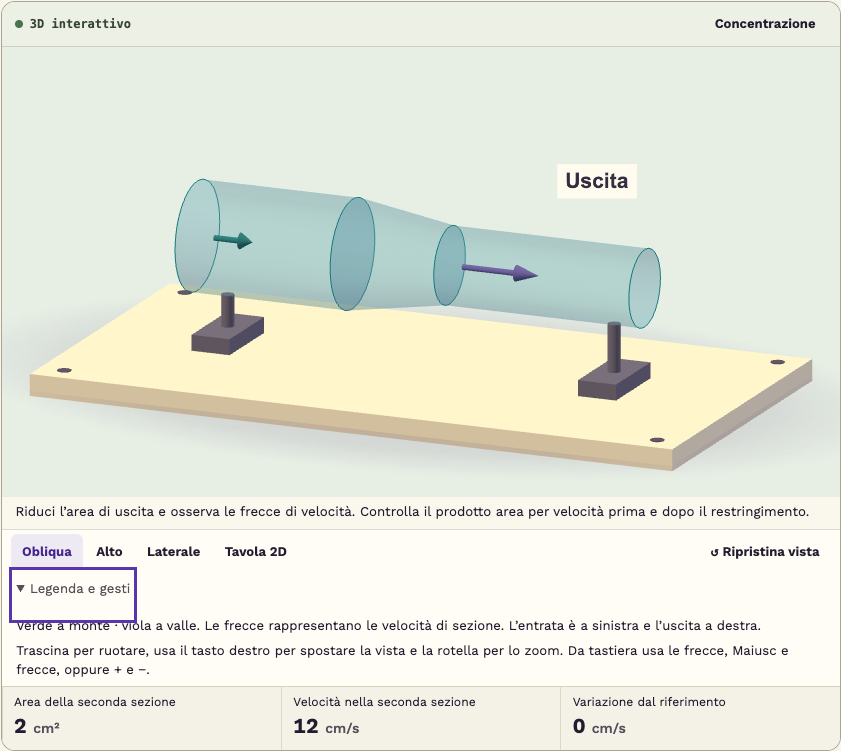 3D interattivo
Concentrazione
Uscita
Riduci l’area di uscita e osserva le frecce di velocità. Controlla il prodotto area per velocità prima e dopo il restringimento.
Obliqua Alto Laterale Tavola 2D ↺ Ripristina vista
▼ Legenda e gesti
Verde a monte · viola a valle. Le frecce rappresentano le velocità di sezione. L’entrata è a sinistra e l’uscita a destra.
Trascina per ruotare, usa il tasto destro per spostare la vista e la rotella per lo zoom. Da tastiera usa le frecce, Maiusc e
frecce, oppure + e −.
Area della seconda sezione
2 cm²
Velocità nella seconda sezione
12 cm/s
Variazione dal riferimento
0 cm/s